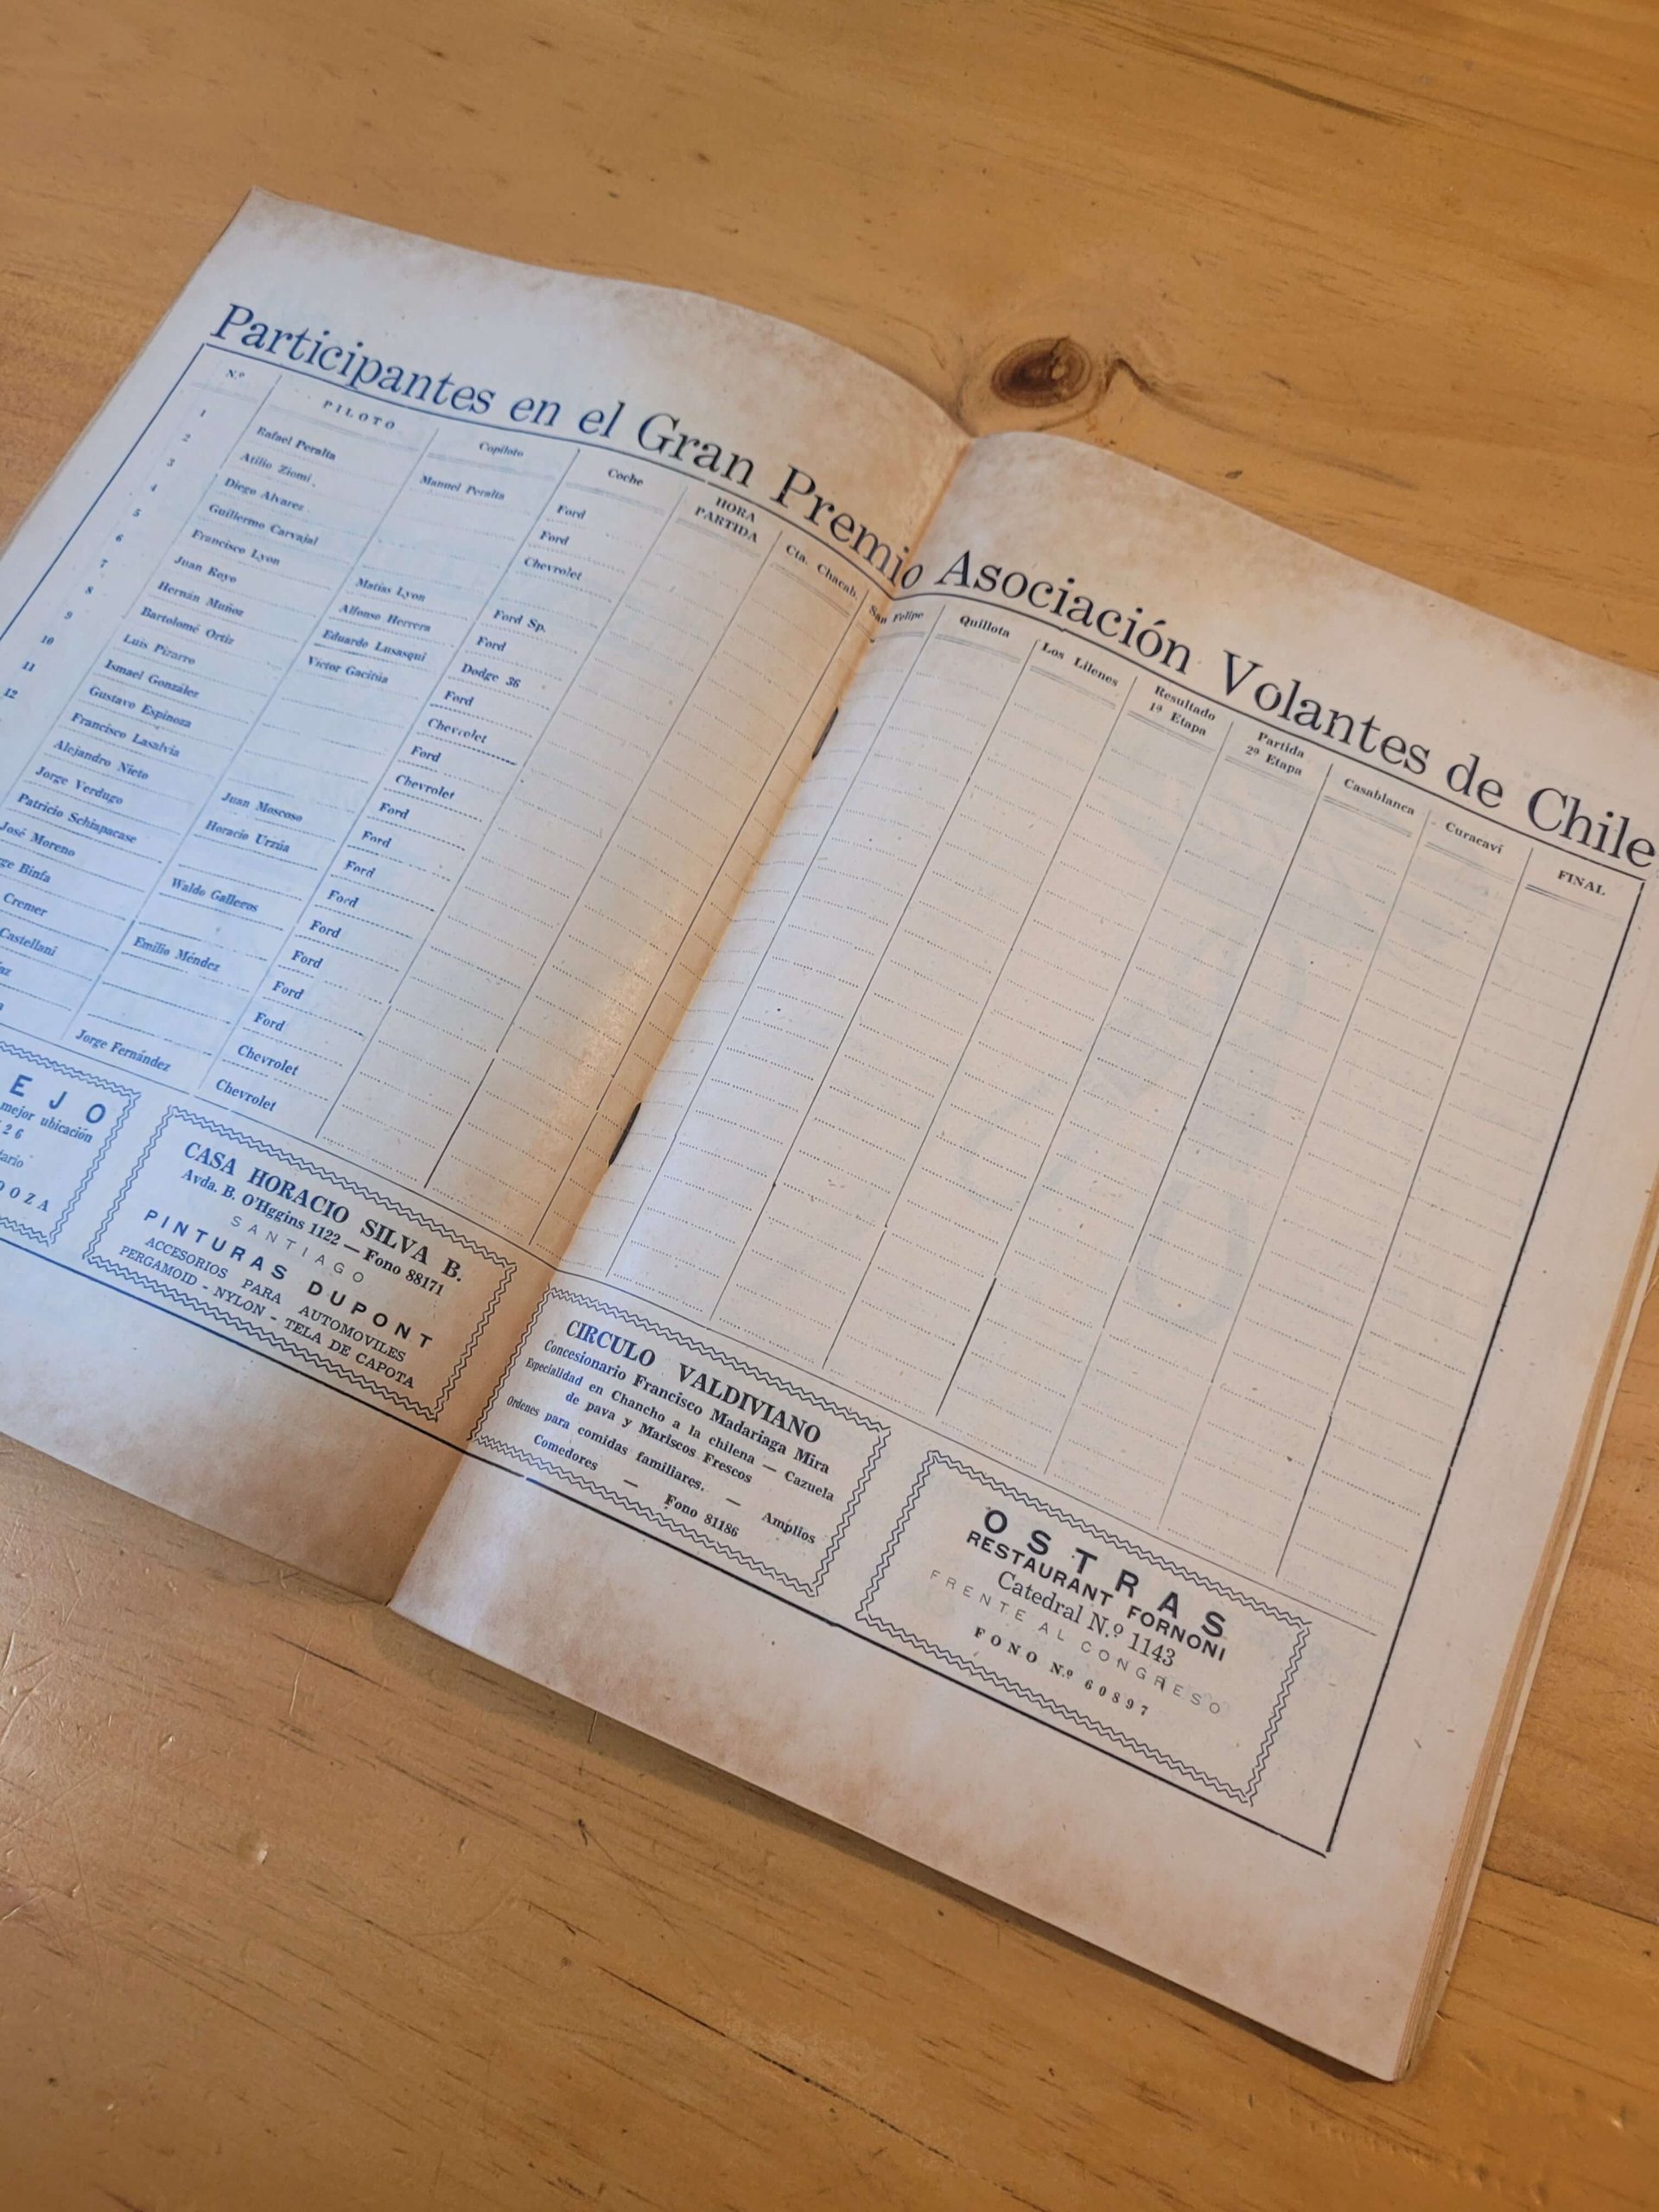 Participantes en el Gran Premio Asociación Volantes de Chile
N.º PILOTO Copiloto Coche HORA PARTIDA Cta. Chacab. San Felipe Quillota Los Lilenes Resultado 1ª Etapa Partida 2ª Etapa Casablanca Curacaví FINAL
1 Rafael Peralta Manuel Peralta Ford
2 Atilio Ziomi Ford
3 Diego Alvarez Chevrolet
4 Guillermo Carvajal
5 Francisco Lyon Matías Lyon Ford Sp.
6 Juan Royo Alfonso Herrera Ford
7 Hernán Muñoz Eduardo Lusasqui Dodge 36
8 Bartolomé Ortiz Víctor Gacitúa Ford
9 Luis Pizarro Chevrolet
10 Ismael González Ford
11 Gustavo Espinoza Chevrolet
12 Francisco Lasalvia Ford
Alejandro Nieto Juan Moscoso Ford
Jorge Verdugo Horacio Urzúa Ford
Patricio Schiapacase Ford
José Moreno Waldo Galleros Ford
Binfa Ford
Cremer Emilio Méndez Ford
Castellani Ford
Chevrolet
Jorge Fernández Chevrolet
EJO
mejor ubicación
26
CASA HORACIO SILVA B.
Avda. B. O'Hggins 1122 — Fono 88171
SANTIAGO
PINTURAS DUPONT
ACCESORIOS PARA AUTOMOVILES
PERGAMOID - NYLON - TELA DE CAPOTA
CIRCULO VALDIVIANO
Concesionario Francisco Madariaga Mira
Especialidad en Chancho a la chilena — Cazuela
de pava y Mariscos Frescos
Ordenes para comidas familiares. — Amplios
Comedores — Fono 81186
OSTRAS
RESTAURANT FORNONI
Catedral N.º 1143
FRENTE AL CONGRESO
FONO Nº 60897